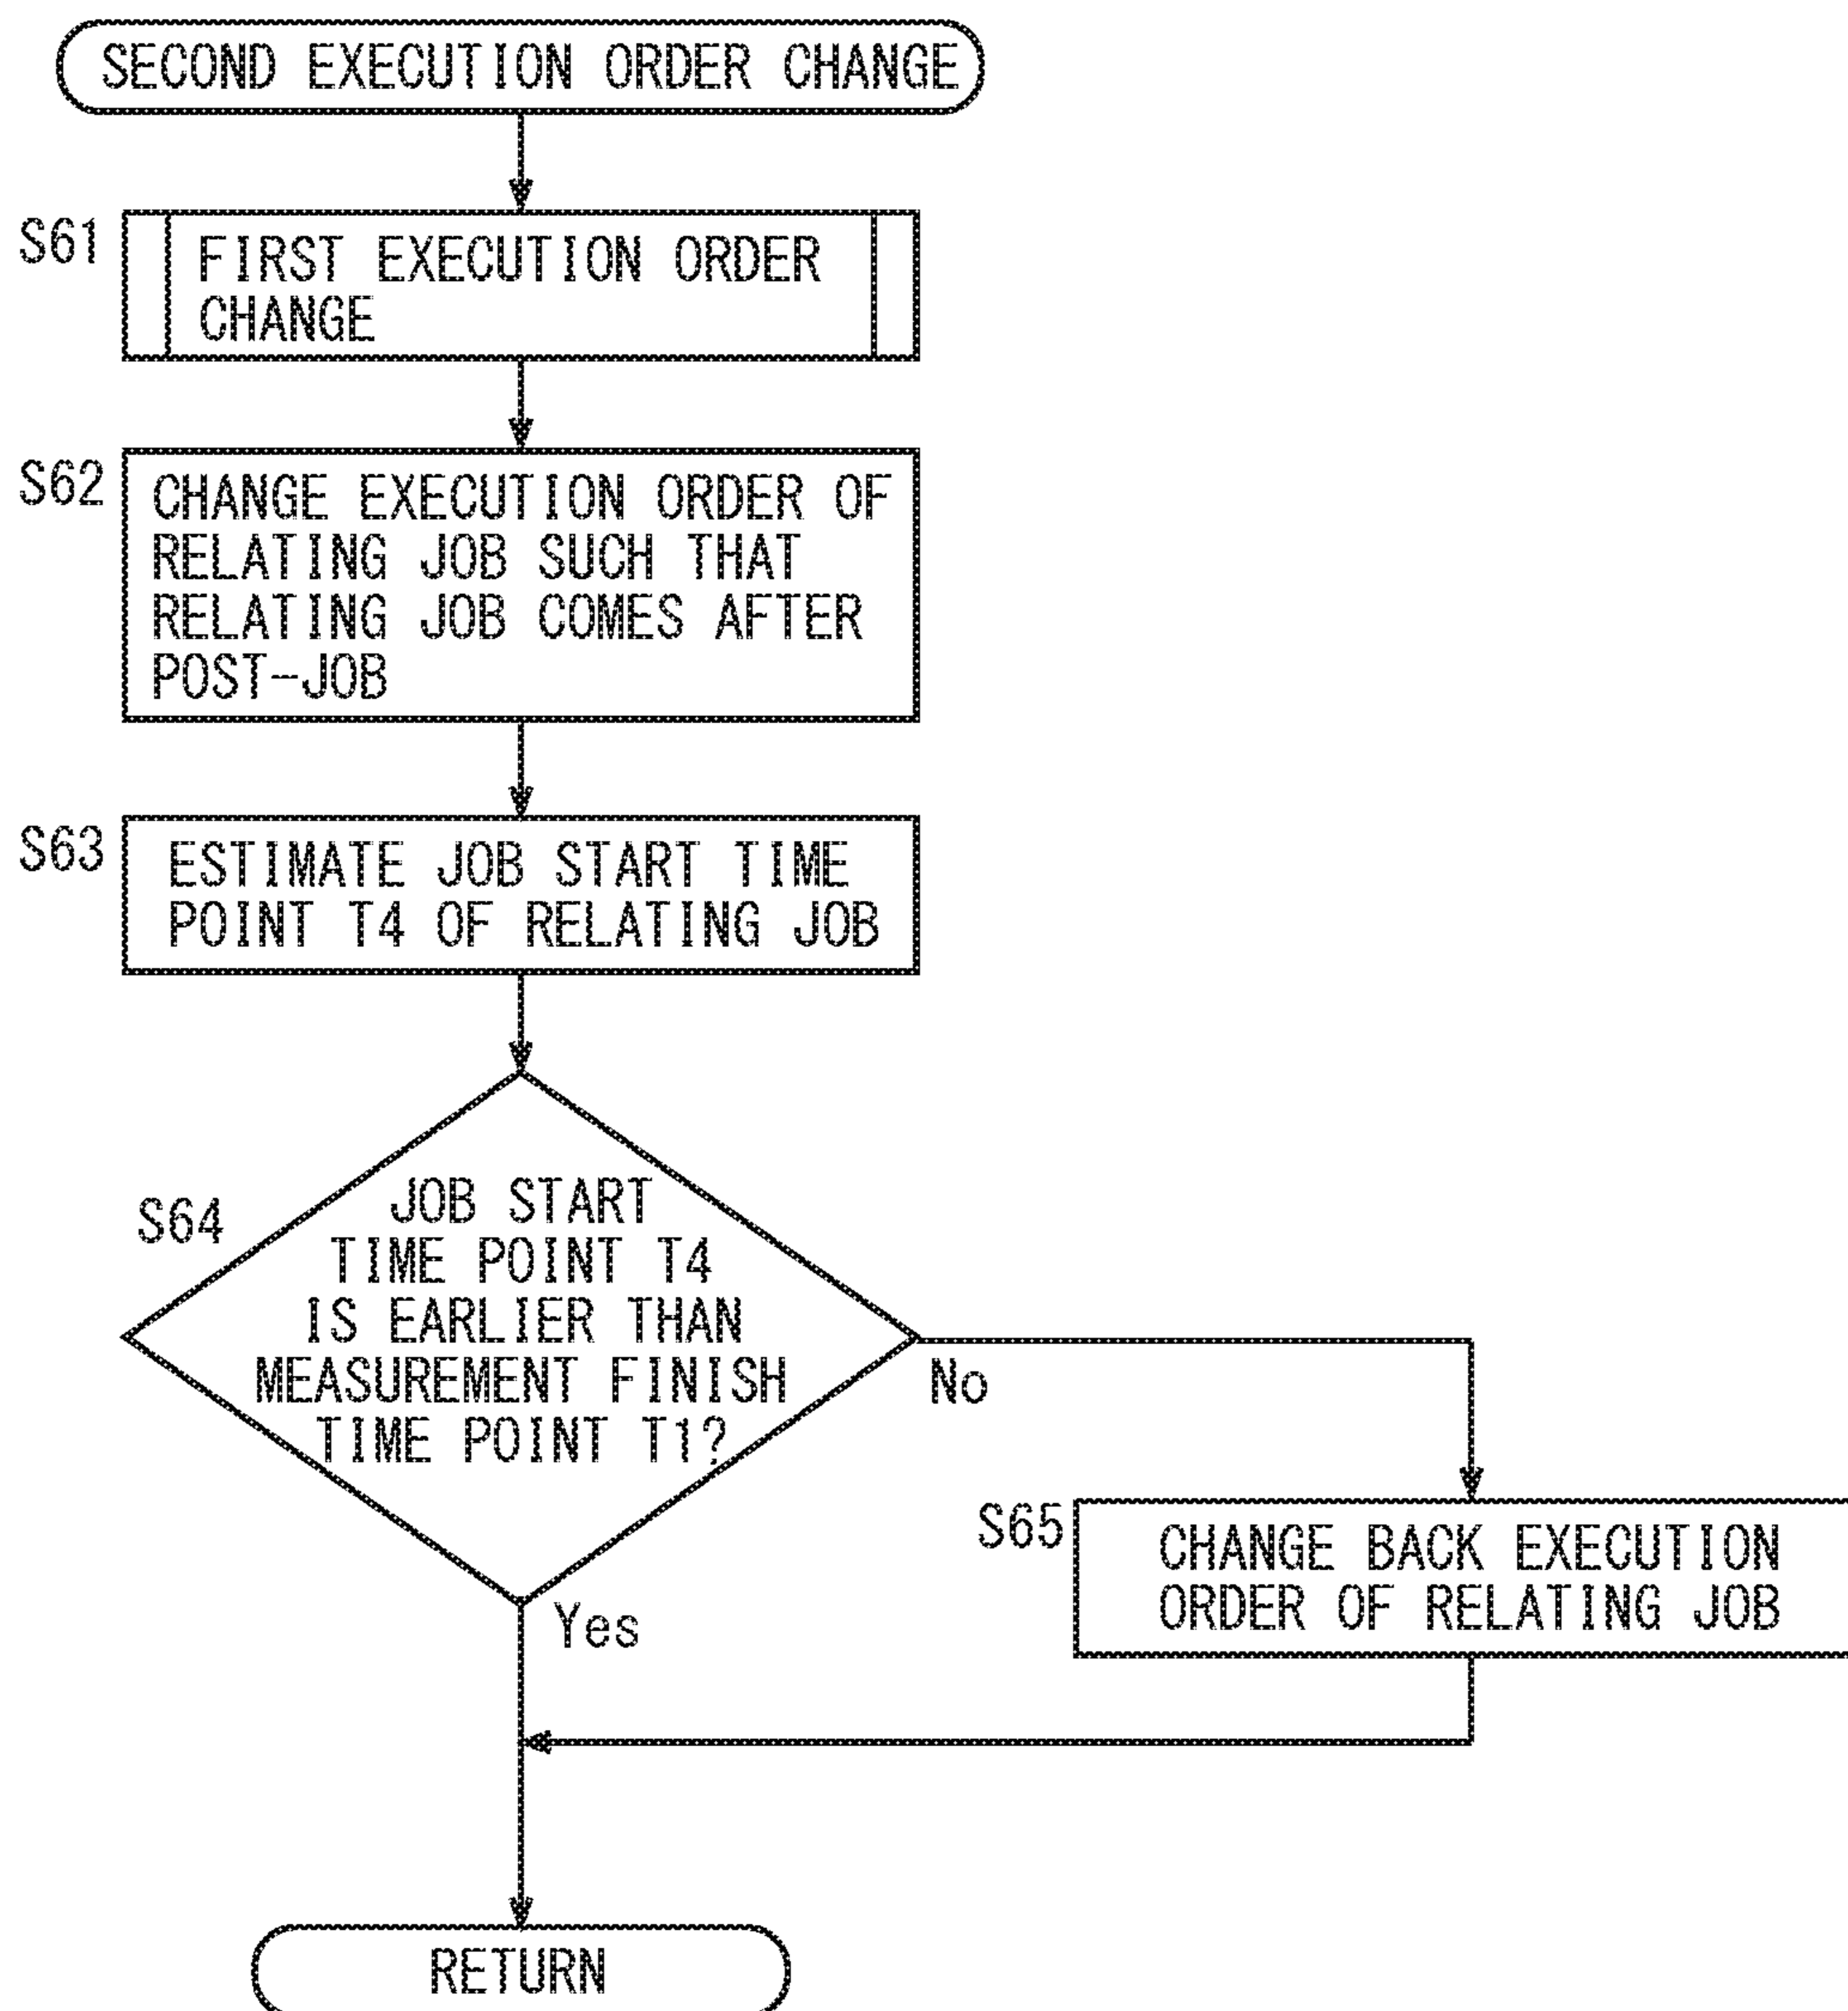 SECOND EXECUTION ORDER CHANGE
S61
FIRST EXECUTION ORDER
CHANGE
S62
CHANGE EXECUTION ORDER OF
RELATING JOB SUCH THAT
RELATING JOB COMES AFTER
POST-JOB
S63
ESTIMATE JOB START TIME
POINT T4 OF RELATING JOB
S64
JOB START
TIME POINT T4
IS EARLIER THAN
MEASUREMENT FINISH
TIME POINT T1?
No
Yes
S65
CHANGE BACK EXECUTION
ORDER OF RELATING JOB
RETURN